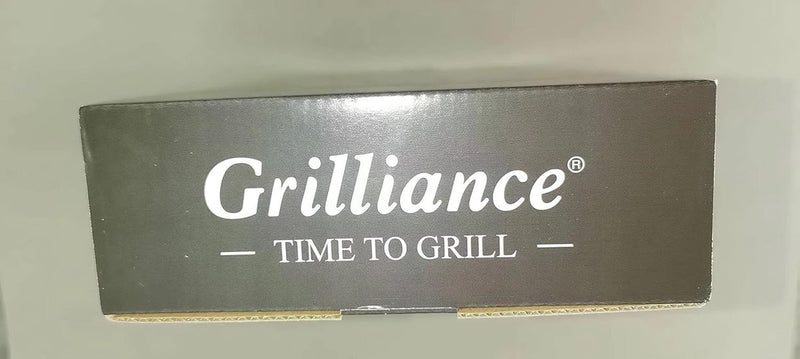 Grilliance®
— TIME TO GRILL —